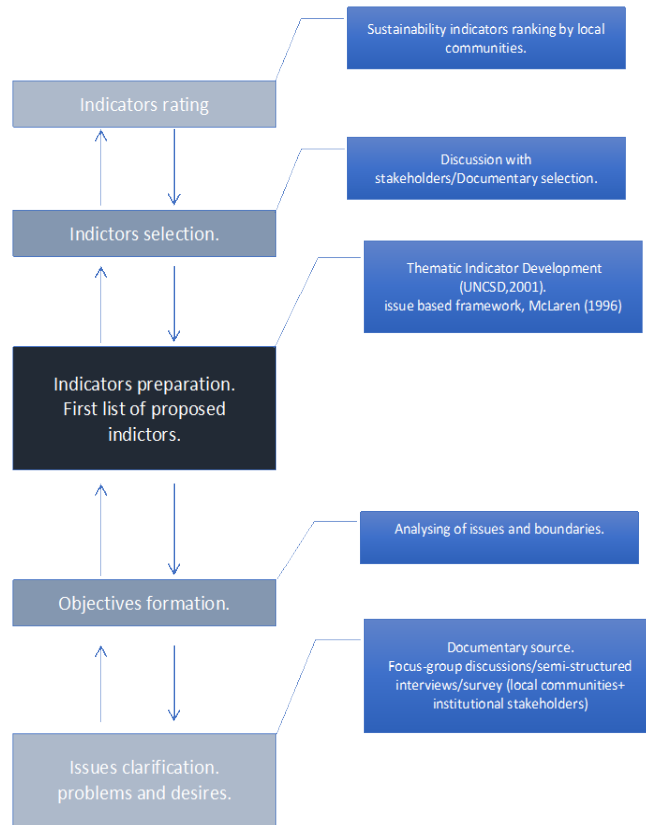 Sustainability indicators ranking by local
communities.
Indicators rating
Discussion with
stakeholders/Documentary selection.
Indictors selection.
Thematic Indicator Development
(UNCSD,2001).
issue based framework, McLaren (1996)
Indicators preparation.
First list of proposed
indictors.
Analysing of issues and boundaries.
Objectives formation.
Documentary source.
Focus-group discussions/semi-structured
interviews/survey (local communities+
institutional stakeholders)
Issues clarification.
problems and desires.